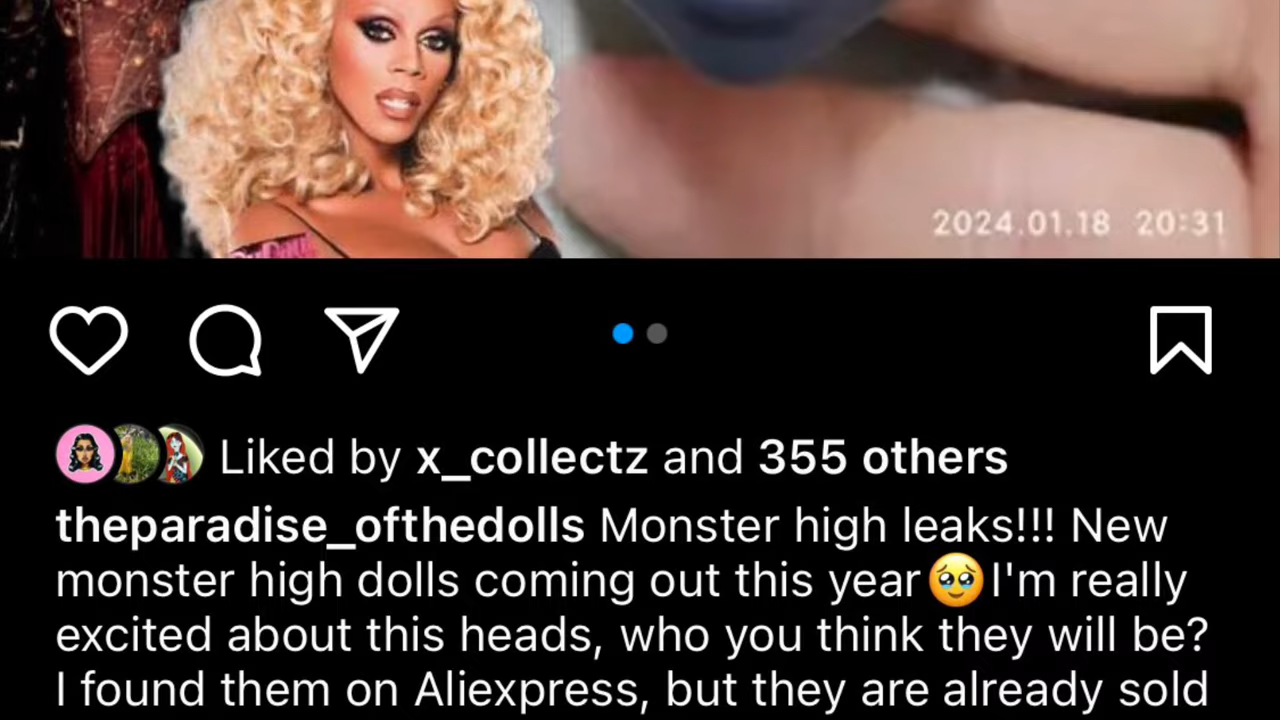 2024.01.18 20:31
Liked by x_collectz and 355 others
theparadise_ofthedolls Monster high leaks!!! New
monster high dolls coming out this year🥹I'm really
excited about this heads, who you think they will be?
I found them on Aliexpress, but they are already sold